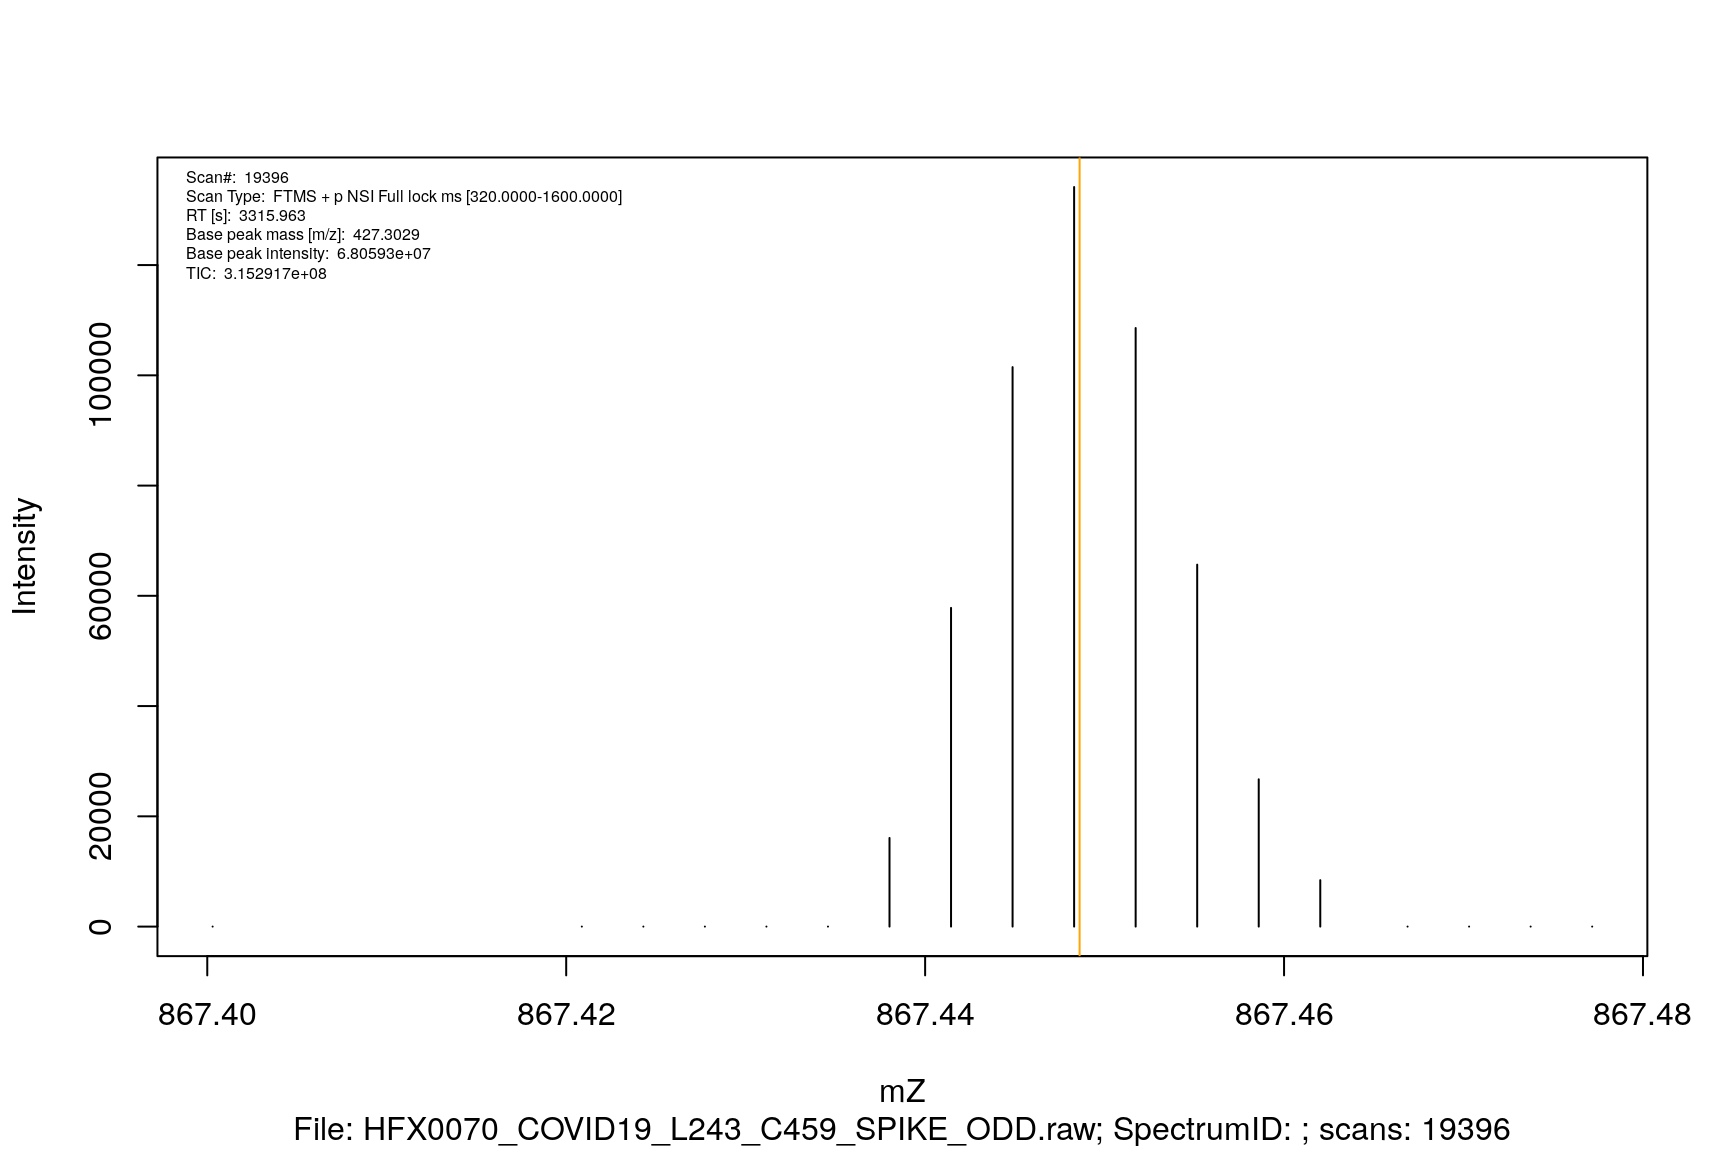 Scan#: 19396
Scan Type: FTMS + p NSI Full lock ms [320.0000-1600.0000]
RT [s]: 3315.963
Base peak mass [m/z]: 427.3029
Base peak intensity: 6.80593e+07
TIC: 3.152917e+08
Intensity
100000
60000
20000
0
867.40 867.42 867.44 867.46 867.48
mZ
File: HFX0070_COVID19_L243_C459_SPIKE_ODD.raw; SpectrumID: ; scans: 19396